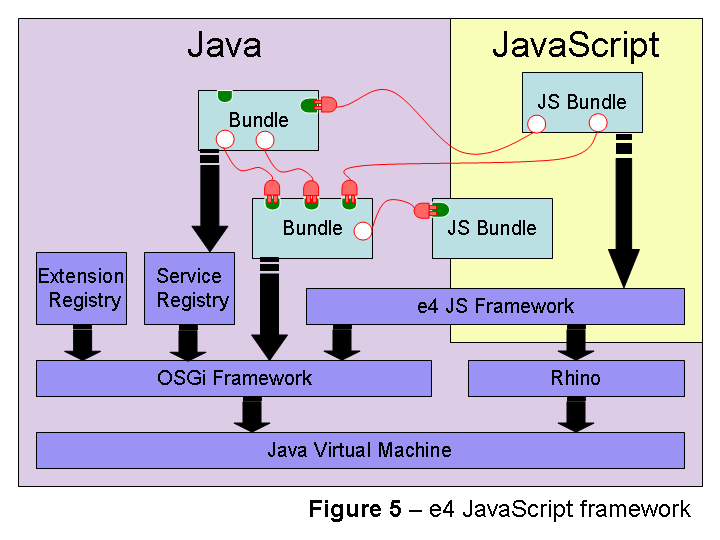 Java
JavaScript
JS Bundle
Bundle
Bundle
JS Bundle
Extension
Registry
Service
Registry
e4 JS Framework
OSGi Framework
Rhino
Java Virtual Machine
Figure 5 – e4 JavaScript framework